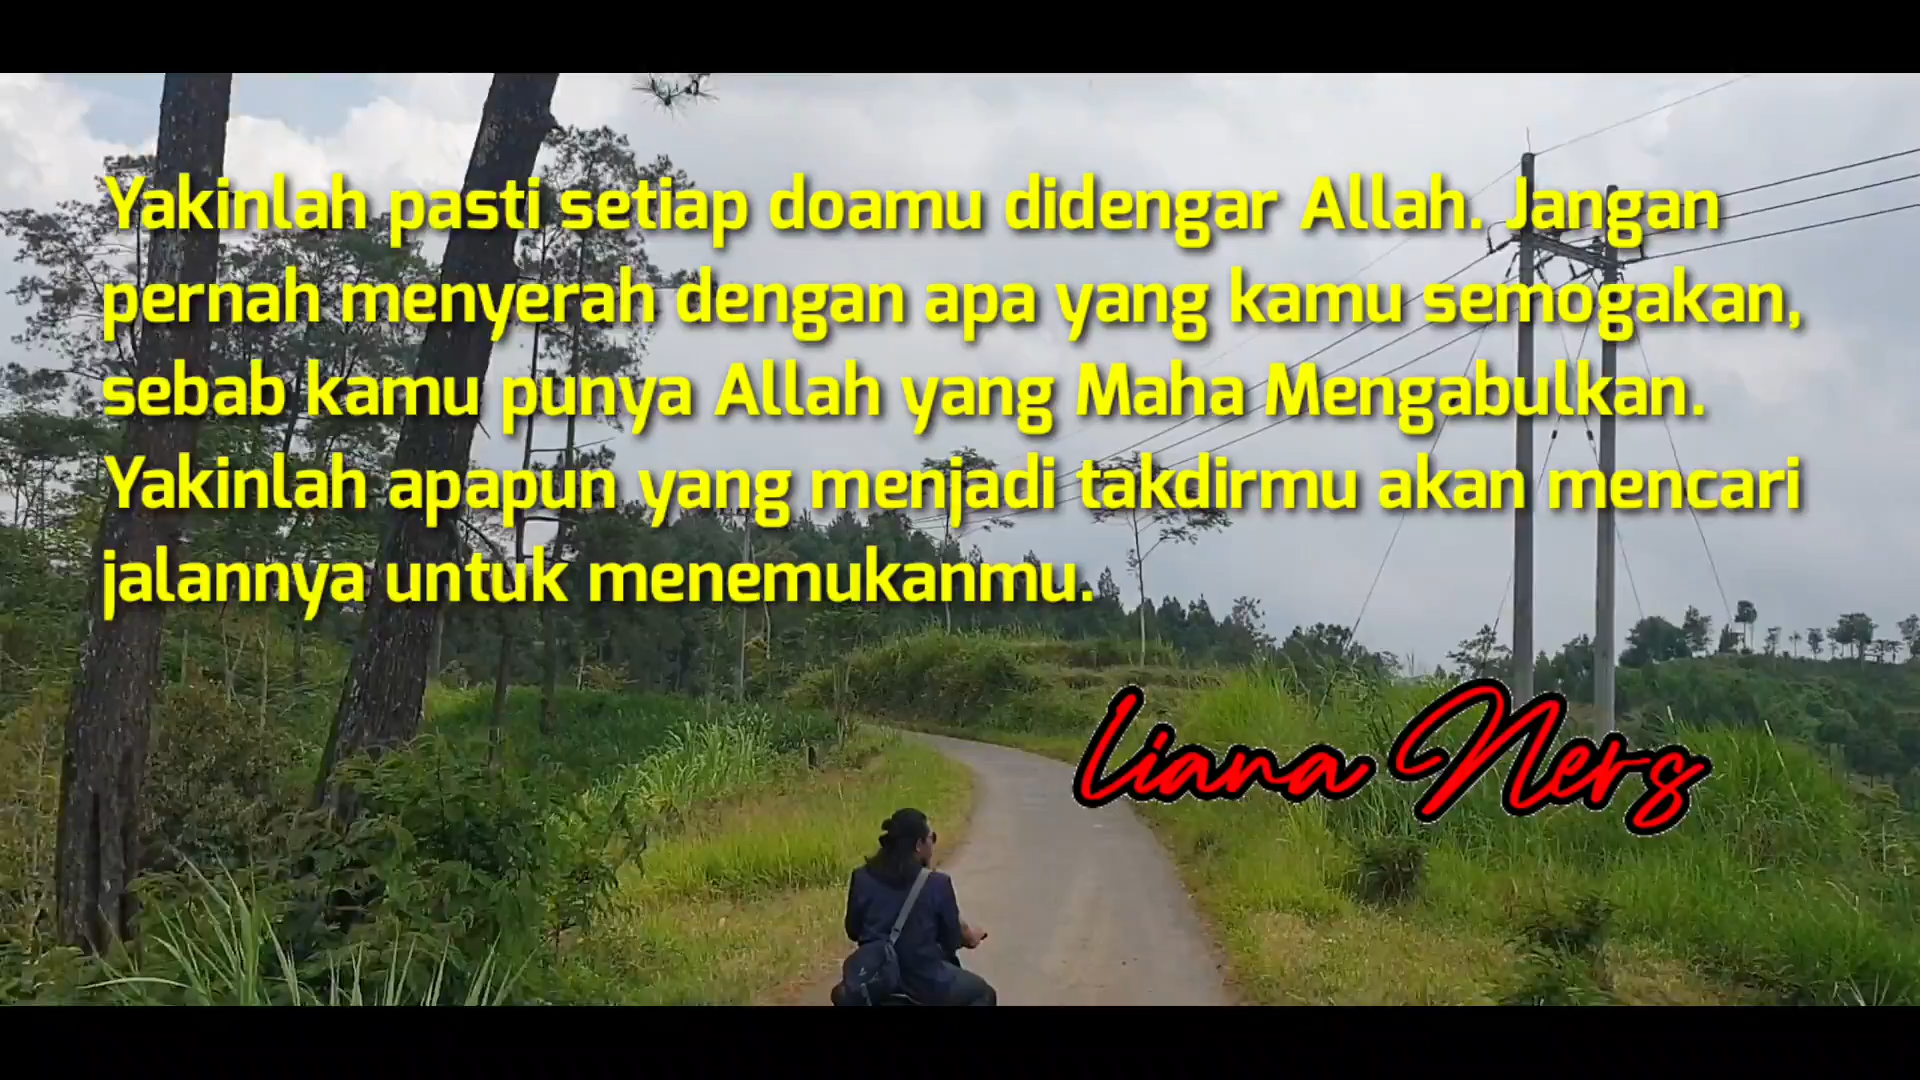 Yakinlah pasti setiap doamu didengar Allah. Jangan
pernah menyerah dengan apa yang kamu semogakan,
sebab kamu punya Allah yang Maha Mengabulkan.
Yakinlah apapun yang menjadi takdirmu akan mencari
jalannya untuk menemukanmu.
Liana Ners